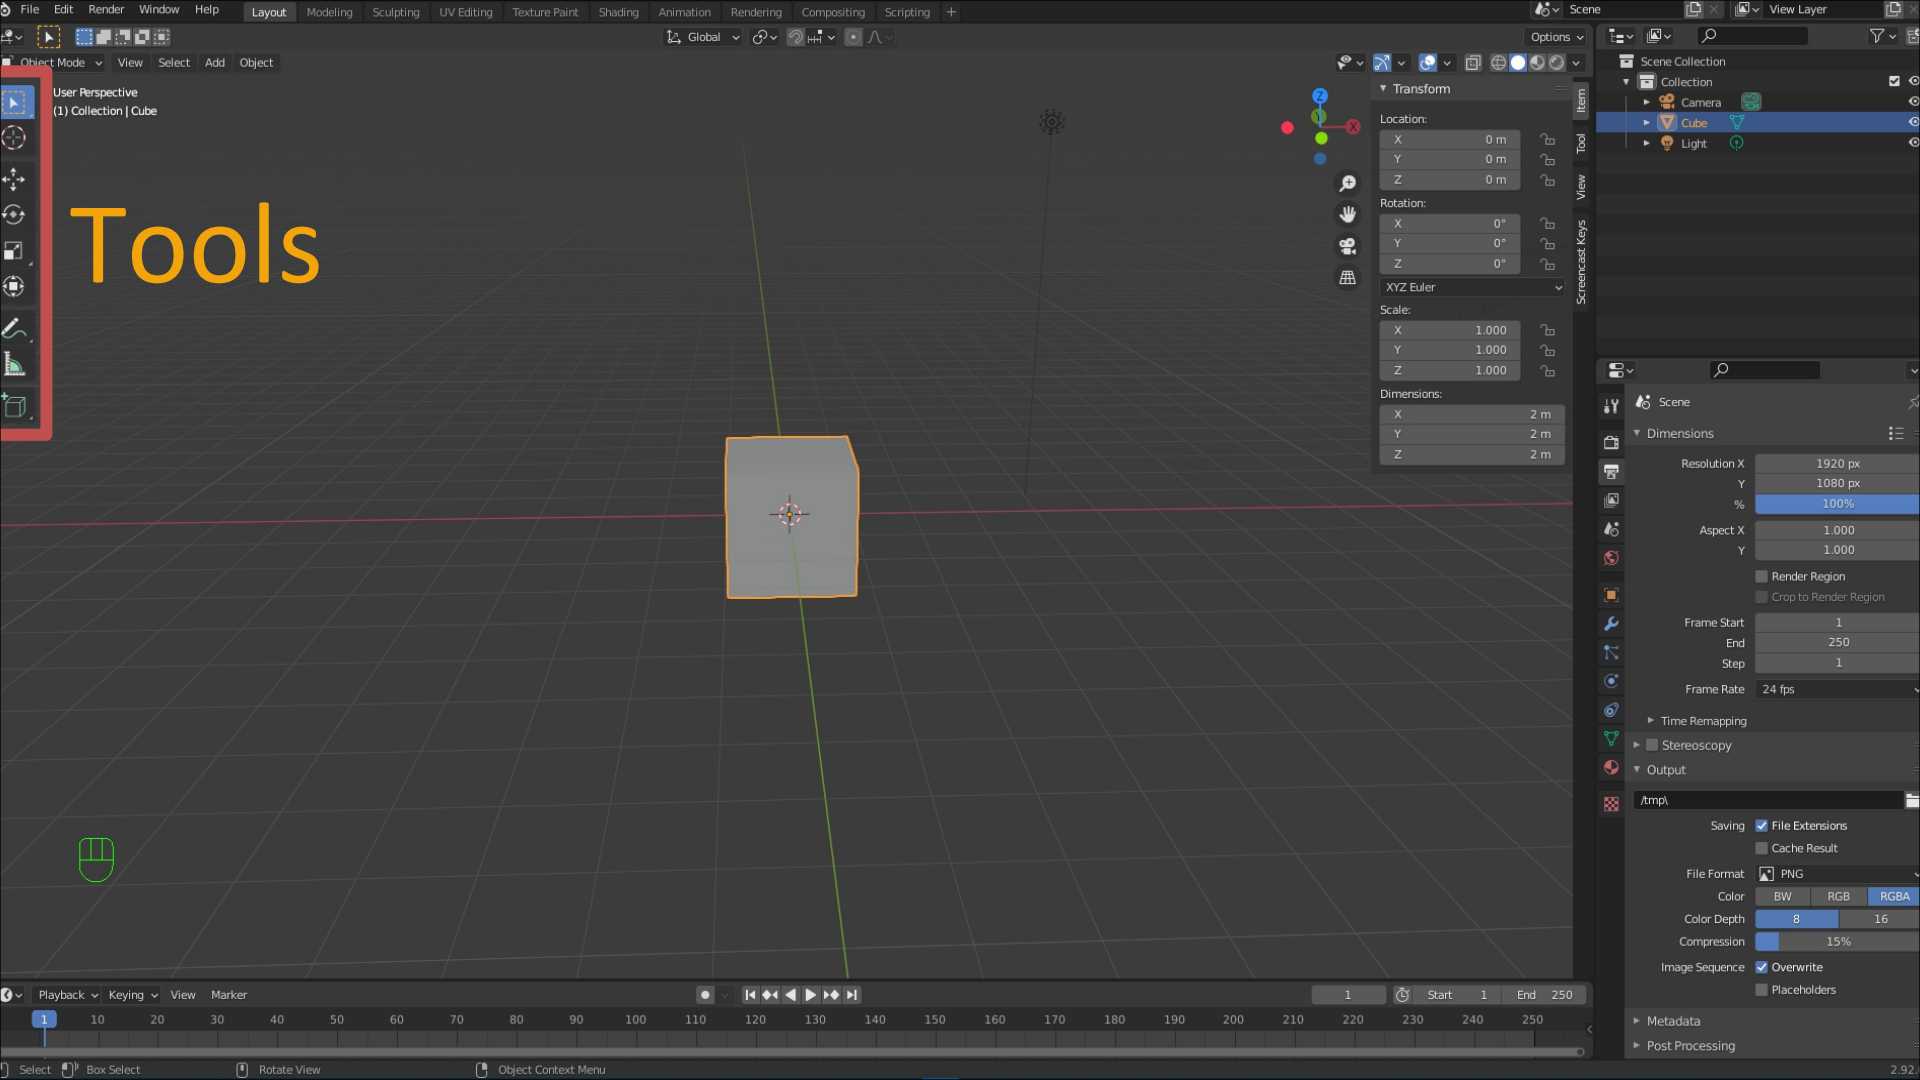 File Edit Render Window Help Layout Modeling Sculpting UV Editing Texture Paint Shading Animation Rendering Compositing Scripting + Scene View Layer
Global Options
Object Mode View Select Add Object
User Perspective
(1) Collection | Cube
Tools
Z
X
Transform
Location:
X 0 m
Y 0 m
Z 0 m
Rotation:
X 0°
Y 0°
Z 0°
XYZ Euler
Scale:
X 1.000
Y 1.000
Z 1.000
Dimensions:
X 2 m
Y 2 m
Z 2 m
Item
Tool
View
Screencast Keys
Scene Collection
Collection
Camera
Cube
Light
Scene
Dimensions
Resolution X 1920 px
Y 1080 px
% 100%
Aspect X 1.000
Y 1.000
Render Region
Crop to Render Region
Frame Start 1
End 250
Step 1
Frame Rate 24 fps
Time Remapping
Stereoscopy
Output
/tmp\
Saving File Extensions
Cache Result
File Format PNG
Color BW RGB RGBA
Color Depth 8 16
Compression 15%
Image Sequence Overwrite
Placeholders
Metadata
Post Processing
Playback Keying View Marker 1 Start 1 End 250
1 10 20 30 40 50 60 70 80 90 100 110 120 130 140 150 160 170 180 190 200 210 220 230 240 250
Select Box Select Rotate View Object Context Menu 2.92.